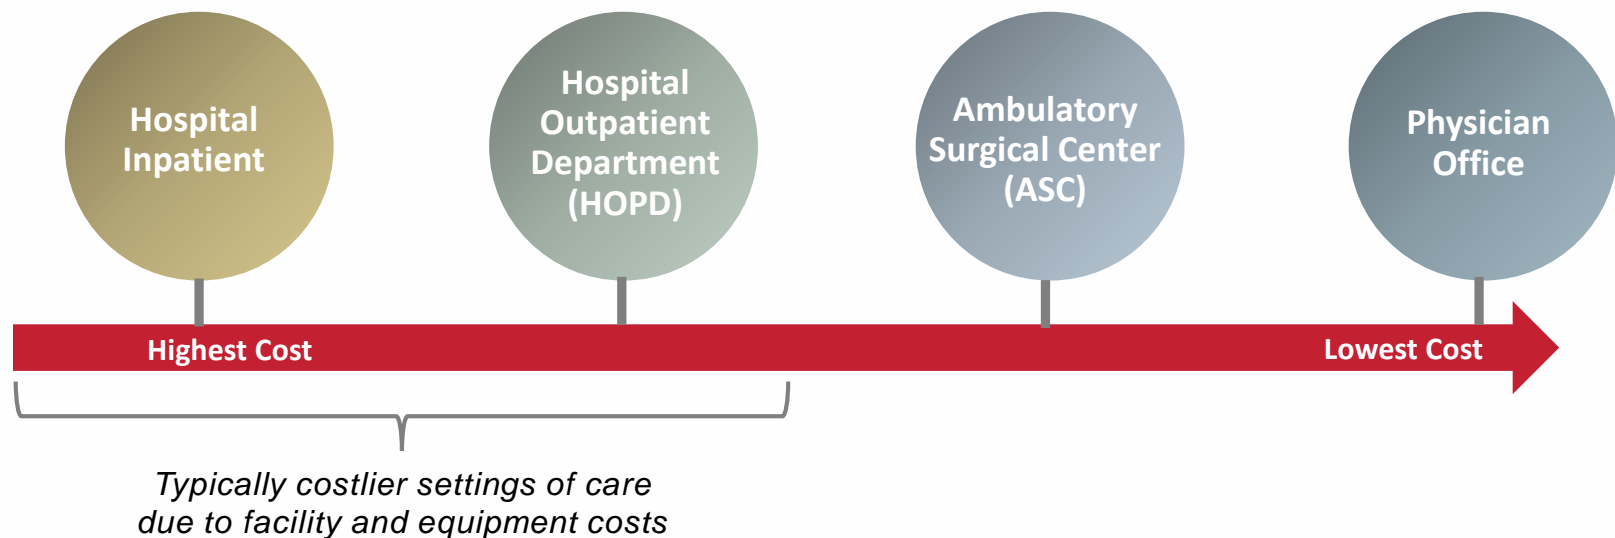 Hospital
Inpatient
Hospital
Outpatient
Department
(HOPD)
Ambulatory
Surgical Center
(ASC)
Physician
Office
Highest Cost
Lowest Cost
Typically costlier settings of care
due to facility and equipment costs